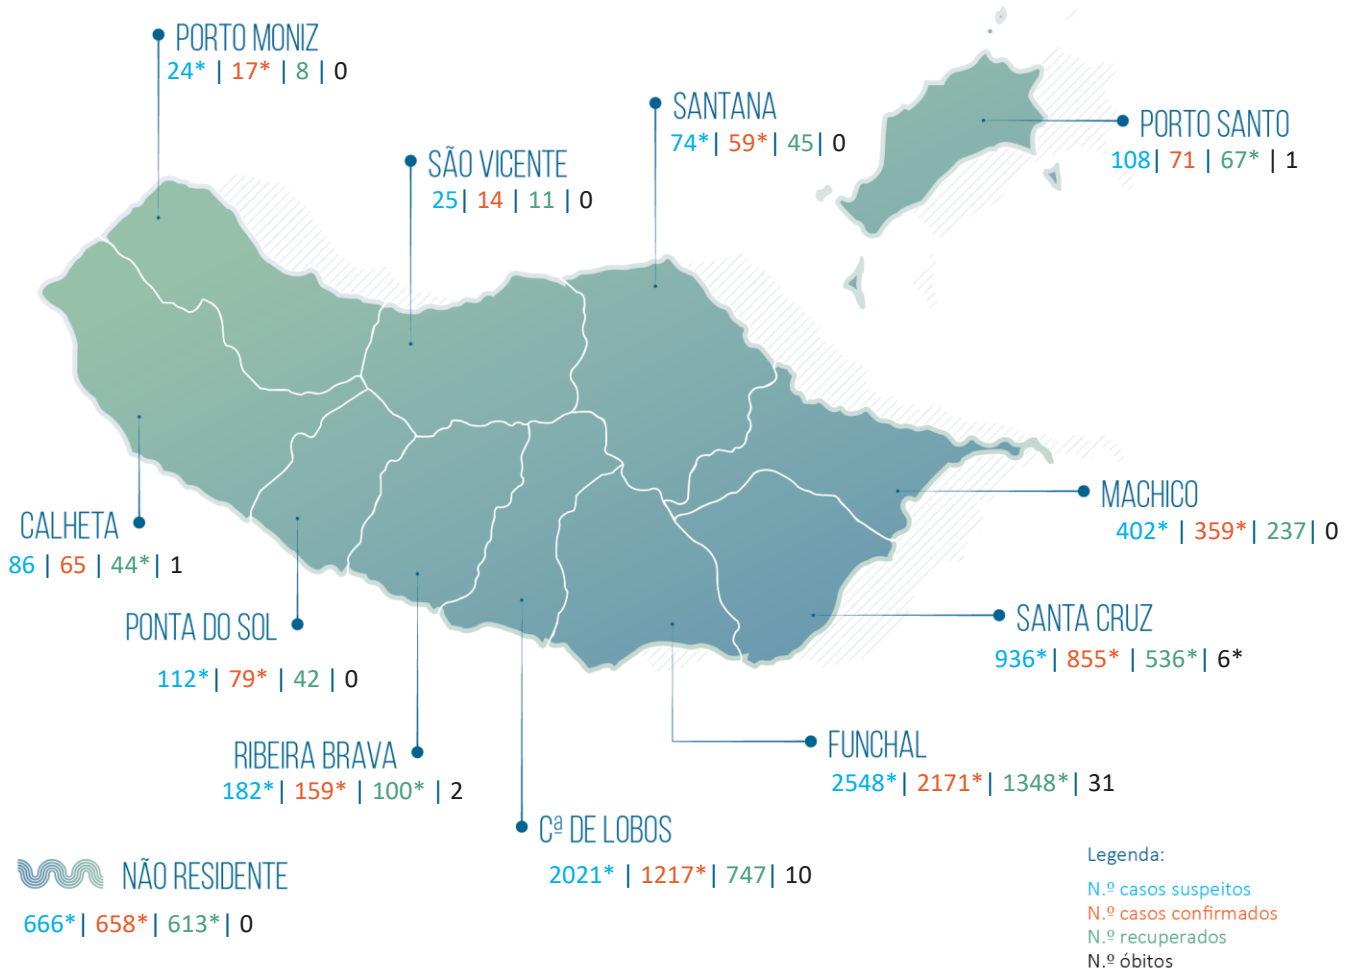 PORTO MONIZ
24* | 17* | 8 | 0
SANTANA
74*| 59*| 45| 0
PORTO SANTO
108| 71 | 67* | 1
SÃO VICENTE
25| 14 | 11 | 0
MACHICO
402* | 359*| 237| 0
CALHETA
86 | 65 | 44*| 1
SANTA CRUZ
936*| 855* | 536*| 6*
PONTA DO SOL
112*| 79* | 42 | 0
RIBEIRA BRAVA
182*| 159* | 100* | 2
FUNCHAL
2548*| 2171*| 1348*| 31
Cª DE LOBOS
2021* | 1217*| 747| 10
NÃO RESIDENTE
666*| 658*| 613*| 0
Legenda:
N.º casos suspeitos
N.º casos confirmados
N.º recuperados
N.º óbitos